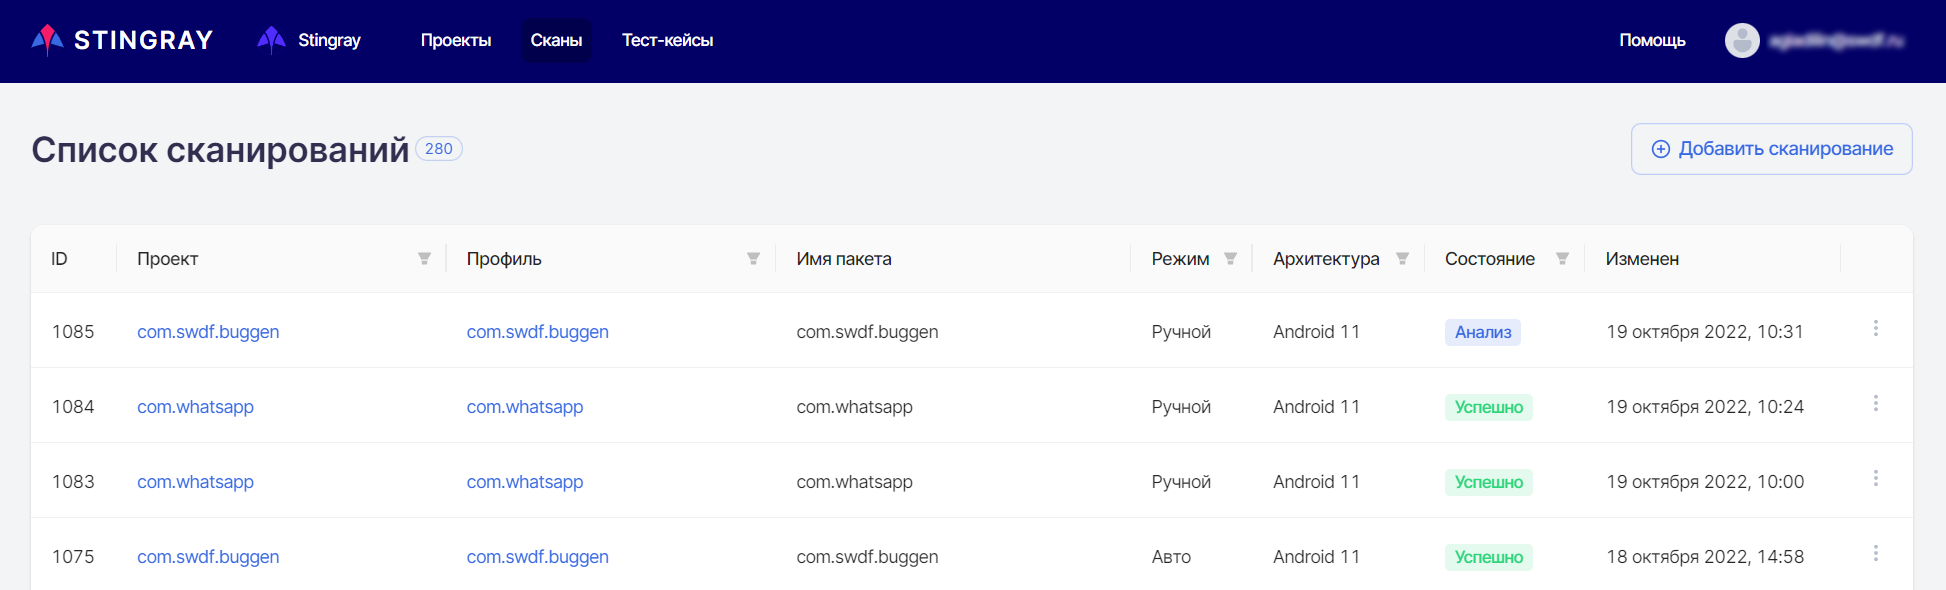 STINGRAY Stingray Проекты Сканы Тест-кейсы Помощь
Список сканирований 280 Добавить сканирование
ID Проект Профиль Имя пакета Режим Архитектура Состояние Изменен
1085 com.swdf.buggen com.swdf.buggen com.swdf.buggen Ручной Android 11 Анализ 19 октября 2022, 10:31
1084 com.whatsapp com.whatsapp com.whatsapp Ручной Android 11 Успешно 19 октября 2022, 10:24
1083 com.whatsapp com.whatsapp com.whatsapp Ручной Android 11 Успешно 19 октября 2022, 10:00
1075 com.swdf.buggen com.swdf.buggen com.swdf.buggen Авто Android 11 Успешно 18 октября 2022, 14:58